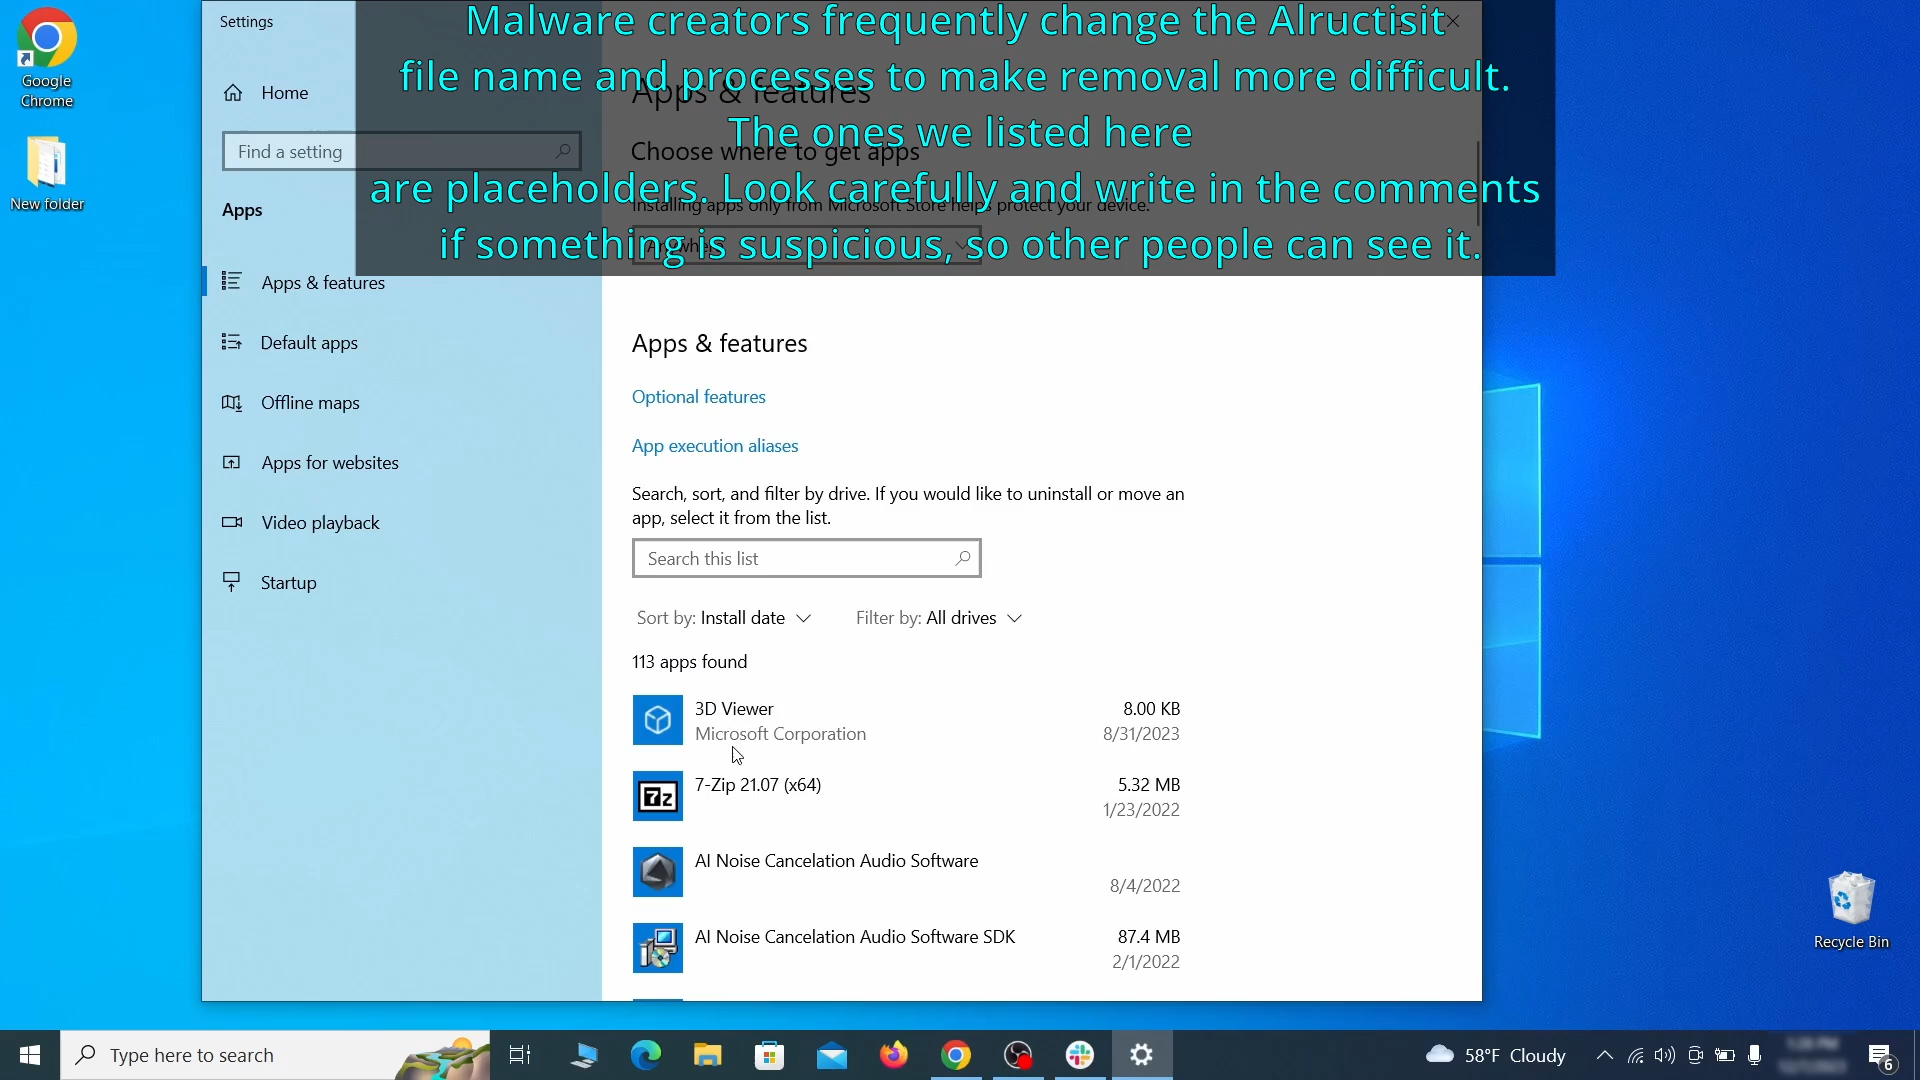 Settings
Malware creators frequently change the Alructisit
file name and processes to make removal more difficult.
The ones we listed here
are placeholders. Look carefully and write in the comments
if something is suspicious, so other people can see it.
Google
Chrome
New folder
Home
Find a setting
Apps
Apps & features
Default apps
Offline maps
Apps for websites
Video playback
Startup
Apps & features
Choose where to get apps
Installing apps only from Microsoft Store helps protect your device.
Anywhere
Apps & features
Optional features
App execution aliases
Search, sort, and filter by drive. If you would like to uninstall or move an
app, select it from the list.
Search this list
Sort by: Install date
Filter by: All drives
113 apps found
3D Viewer
8.00 KB
Microsoft Corporation
8/31/2023
7z
7-Zip 21.07 (x64)
5.32 MB
1/23/2022
AI Noise Cancelation Audio Software
8/4/2022
AI Noise Cancelation Audio Software SDK
87.4 MB
2/1/2022
Recycle Bin
Type here to search
58°F Cloudy
6